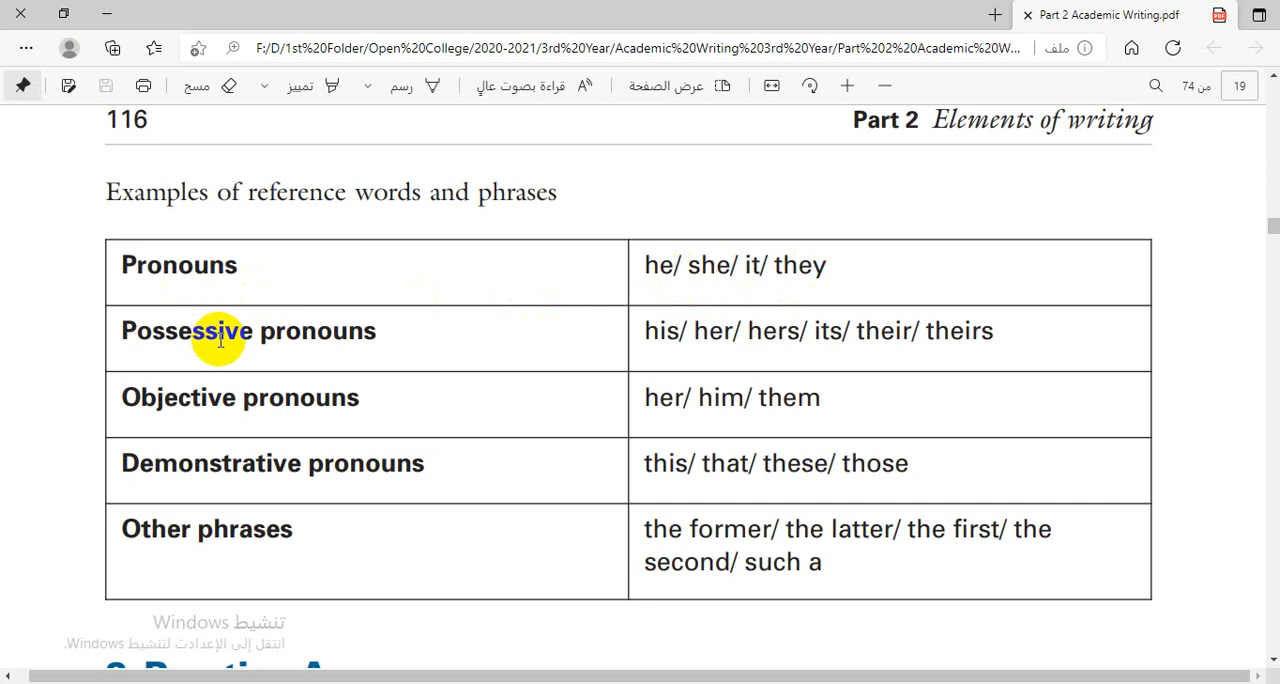 Part 2 Academic Writing.pdf
F:/D/1st%20Folder/Open%20College/2020-2021/3rd%20Year/Academic%20Writing%203rd%20Year/Part%202%20Academic%20W...
ملف
مسح
تمييز
رسم
قراءة بصوت عالٍ
عرض الصفحة
من 74
19
116
Part 2 Elements of writing
Examples of reference words and phrases
Pronouns
he/ she/ it/ they
Possessive pronouns
his/ her/ hers/ its/ their/ theirs
Objective pronouns
her/ him/ them
Demonstrative pronouns
this/ that/ these/ those
Other phrases
the former/ the latter/ the first/ the
second/ such a
تنشيط Windows
انتقل إلى الإعدادات لتنشيط Windows.